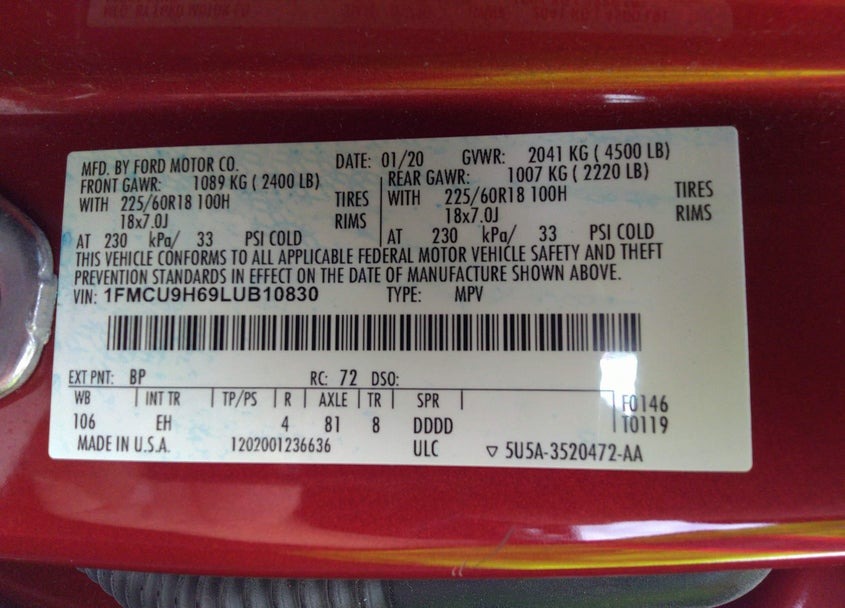 MFD. BY FORD MOTOR CO. DATE: 01/20 GVWR: 2041 KG ( 4500 LB)
FRONT GAWR: 1089 KG ( 2400 LB) REAR GAWR: 1007 KG ( 2220 LB)
WITH 225/60R18 100H TIRES WITH 225/60R18 100H TIRES
18x7.0J RIMS 18x7.0J RIMS
AT 230 kPa/ 33 PSI COLD AT 230 kPa/ 33 PSI COLD
THIS VEHICLE CONFORMS TO ALL APPLICABLE FEDERAL MOTOR VEHICLE SAFETY AND THEFT
PREVENTION STANDARDS IN EFFECT ON THE DATE OF MANUFACTURE SHOWN ABOVE.
VIN: 1FMCU9H69LUB10830 TYPE: MPV
EXT PNT: BP RC: 72 DSO:
WB INT TR TP/PS R AXLE TR SPR F0146
106 EH 4 81 8 DDDD T0119
MADE IN U.S.A. 1202001236636 ULC ▽ 5U5A-3520472-AA